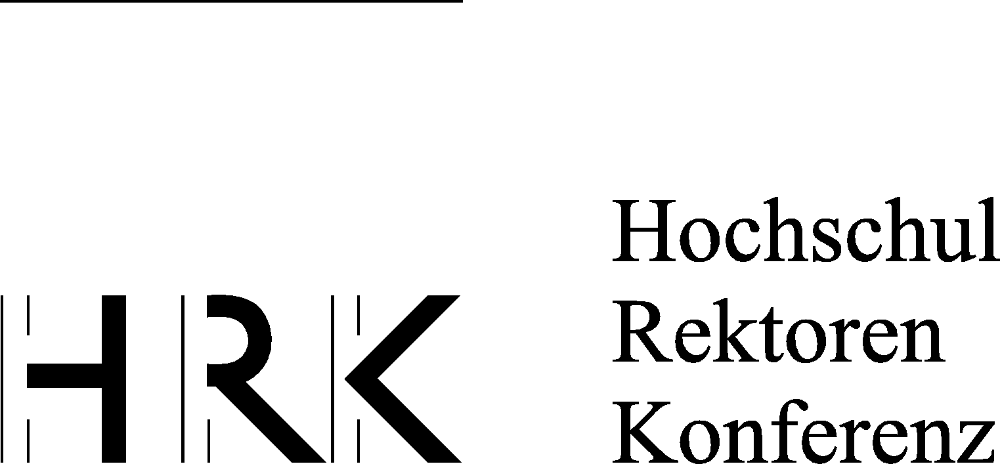 HRK
Hochschul
Rektoren
Konferenz